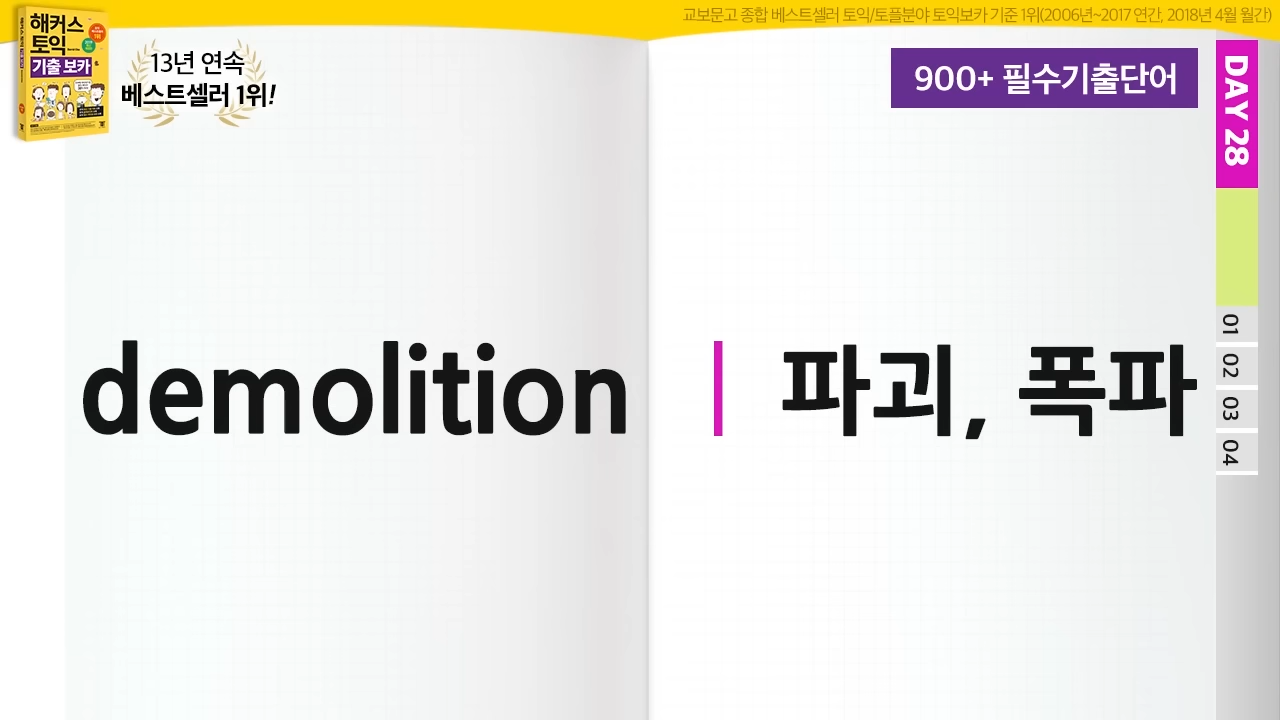 교보문고 종합 베스트셀러 토익/토플분야 토익보카 기준 1위(2006년~2017 연간, 2018년 4월 월간)
해커스
토익
기출 보카
13년 연속
베스트셀러 1위!
900+ 필수기출단어
DAY 28
demolition
파괴, 폭파
01
02
03
04